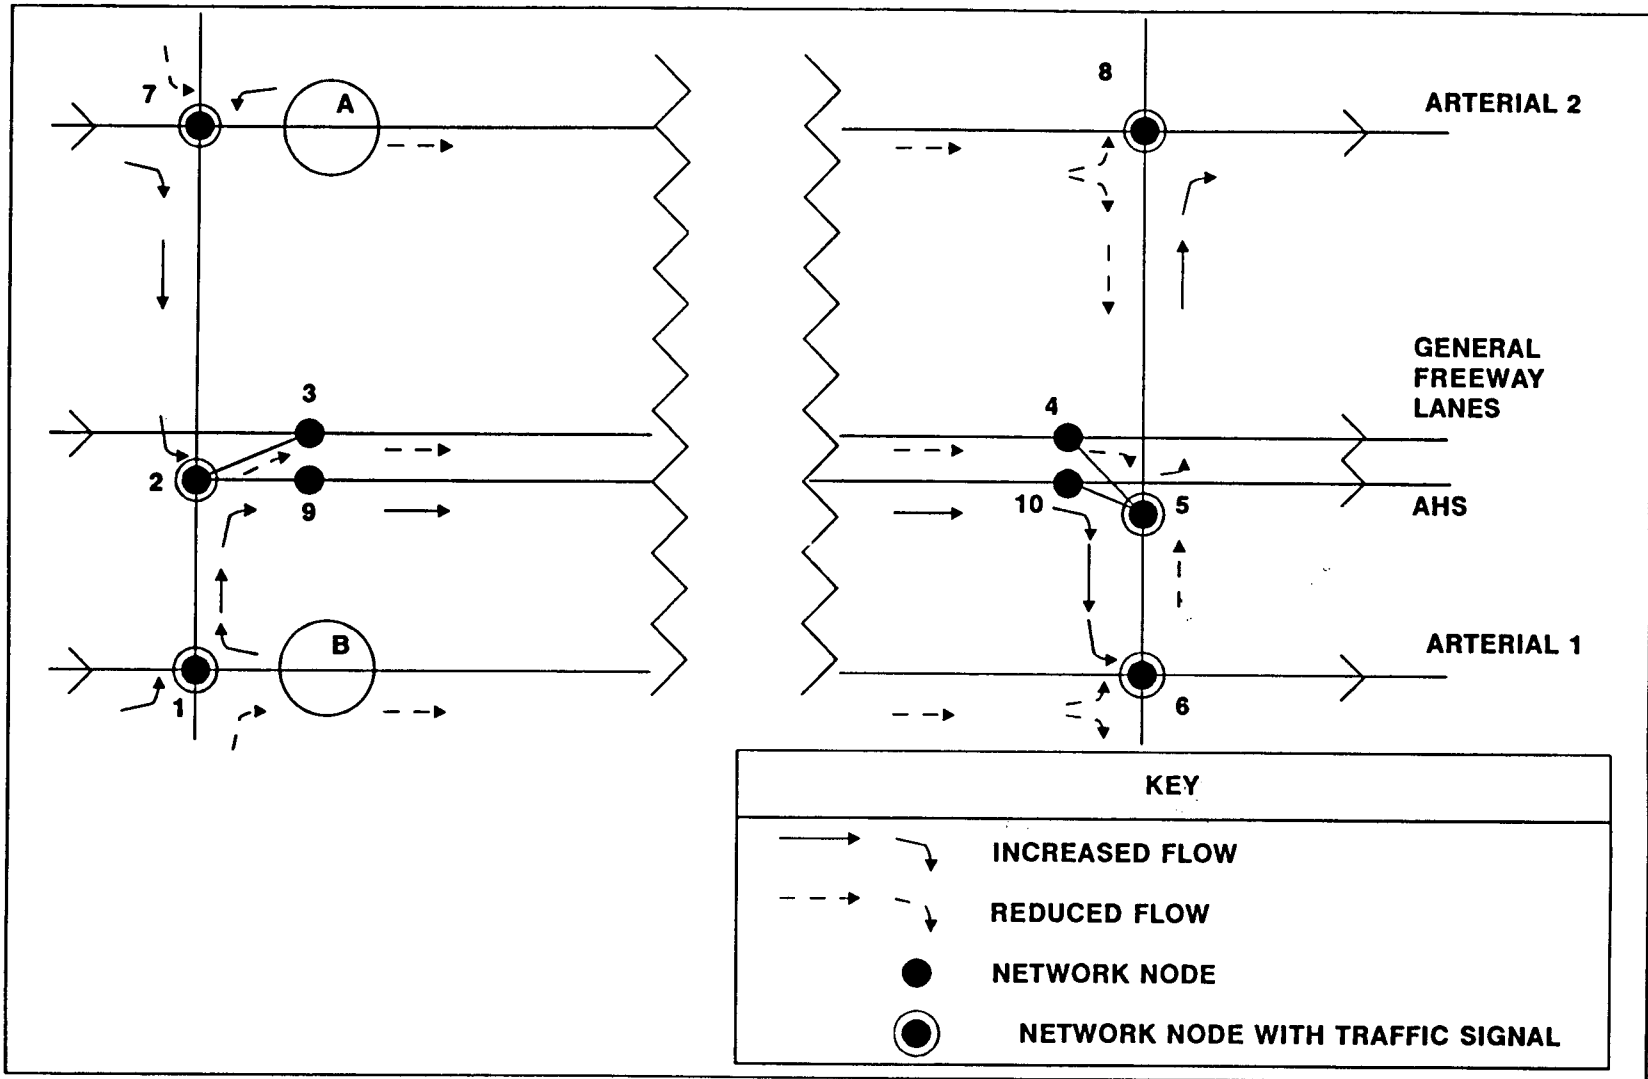 7
A
8
ARTERIAL 2
GENERAL
FREEWAY
LANES
3
4
2
9
10
5
AHS
B
ARTERIAL 1
1
6
KEY
INCREASED FLOW
REDUCED FLOW
NETWORK NODE
NETWORK NODE WITH TRAFFIC SIGNAL